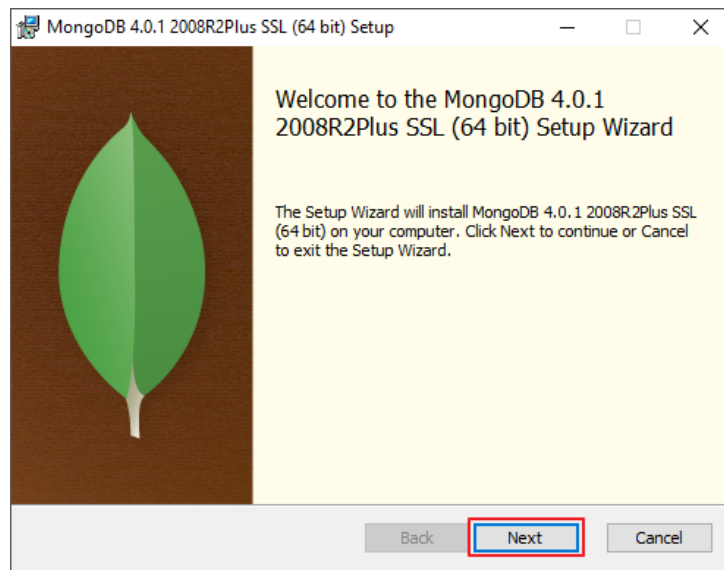 MongoDB 4.0.1 2008R2Plus SSL (64 bit) Setup
Welcome to the MongoDB 4.0.1
2008R2Plus SSL (64 bit) Setup Wizard
The Setup Wizard will install MongoDB 4.0.1 2008R2Plus SSL
(64 bit) on your computer. Click Next to continue or Cancel
to exit the Setup Wizard.
Back Next Cancel